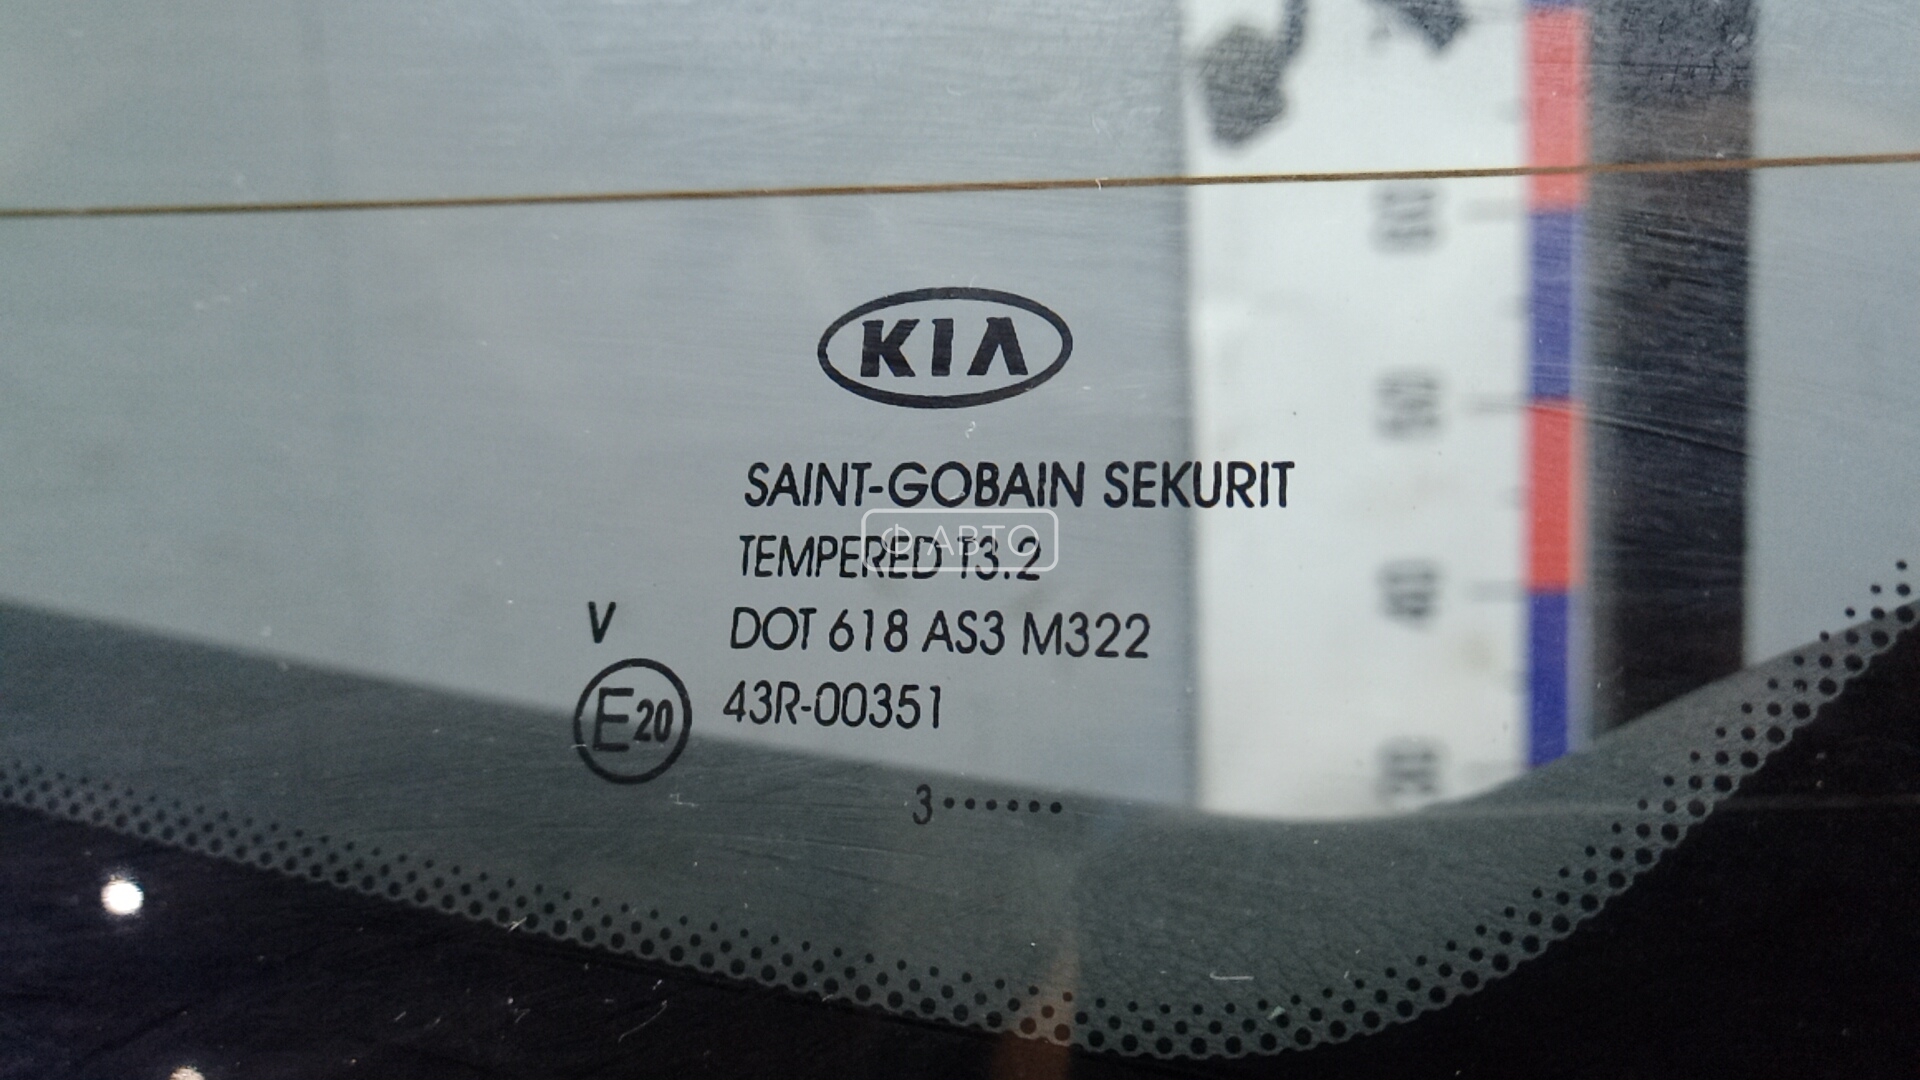 KIA
SAINT-GOBAIN SEKURIT
TEMPERED T3.2
АВТО
V
DOT 618 AS3 M322
E20
43R-00351
3••••••